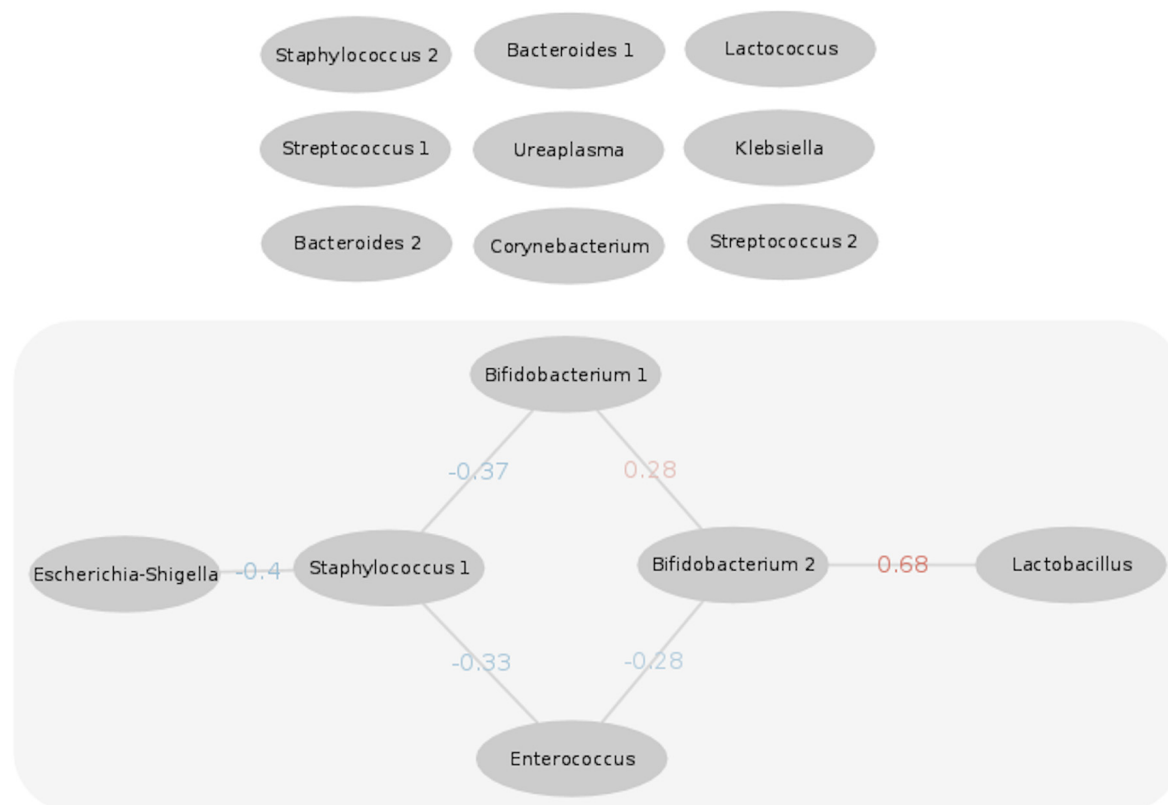 Staphylococcus 2
Bacteroides 1
Lactococcus
Streptococcus 1
Ureaplasma
Klebsiella
Bacteroides 2
Corynebacterium
Streptococcus 2
Bifidobacterium 1
-0.37
0.28
Escherichia-Shigella
-0.4
Staphylococcus 1
Bifidobacterium 2
0.68
Lactobacillus
-0.33
-0.28
Enterococcus